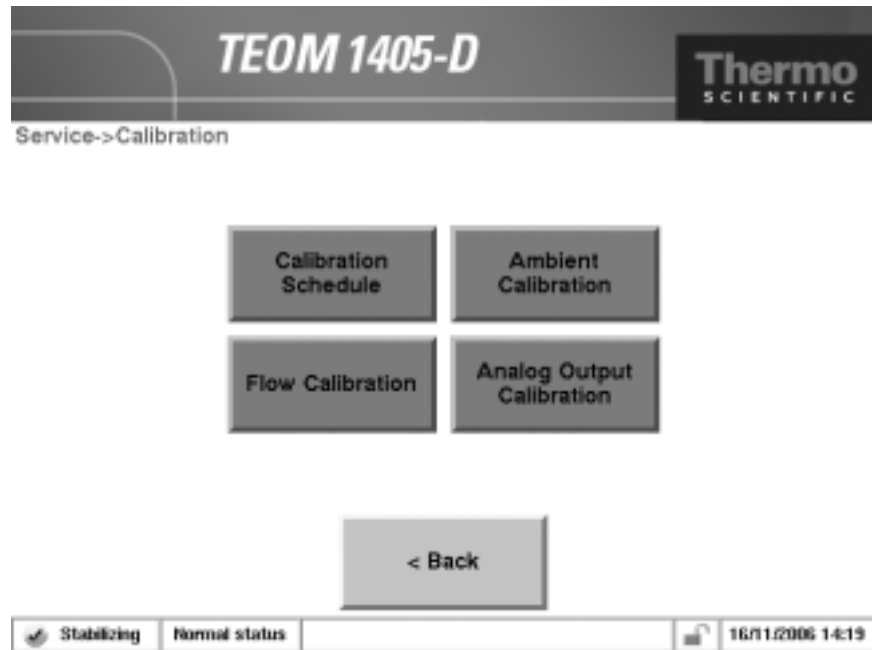 TEOM 1405-D
Thermo
SCIENTIFIC
Service->Calibration
Calibration
Schedule
Ambient
Calibration
Flow Calibration
Analog Output
Calibration
< Back
Stabilizing
Normal status
16/11/2006 14:19